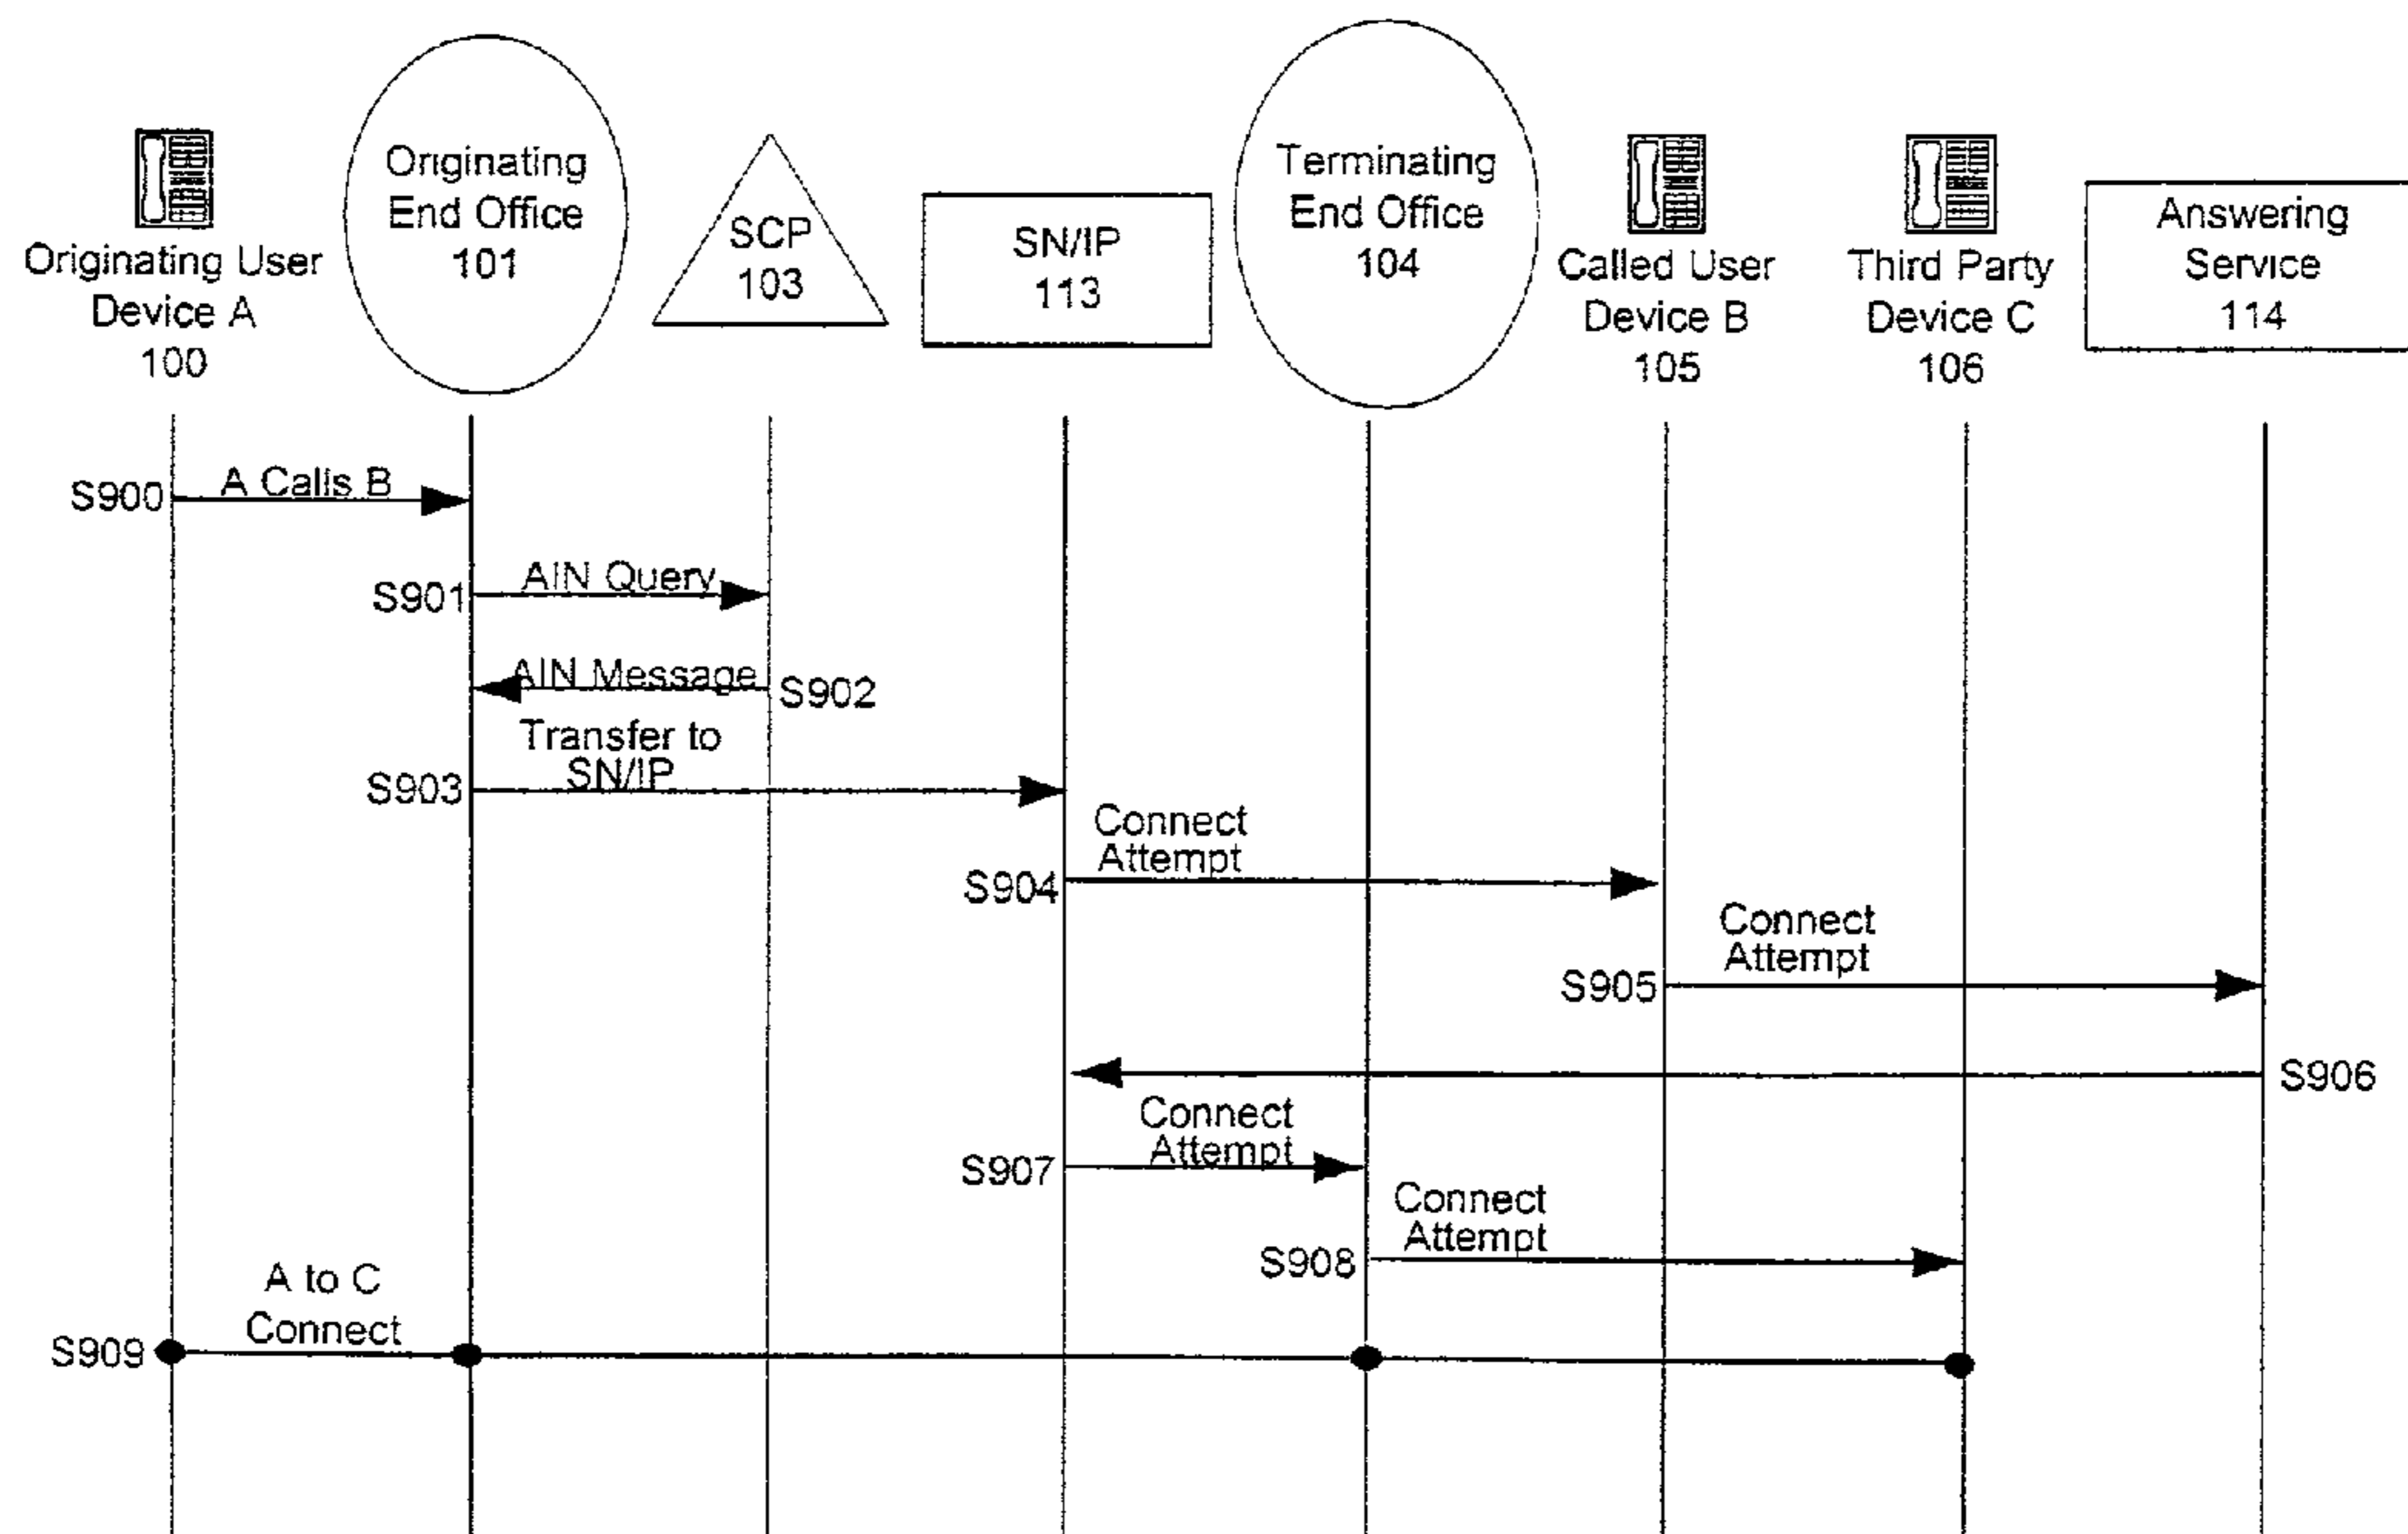 Originating User
Device A
100
Originating
End Office
101
SCP
103
SN/IP
113
Terminating
End Office
104
Called User
Device B
105
Third Party
Device C
106
Answering
Service
114
S900
A Calls B
S901
AIN Query
AIN Message
S902
Transfer to
SN/IP
S903
Connect
Attempt
S904
Connect
Attempt
S905
S906
Connect
Attempt
S907
Connect
Attempt
S908
A to C
Connect
S909